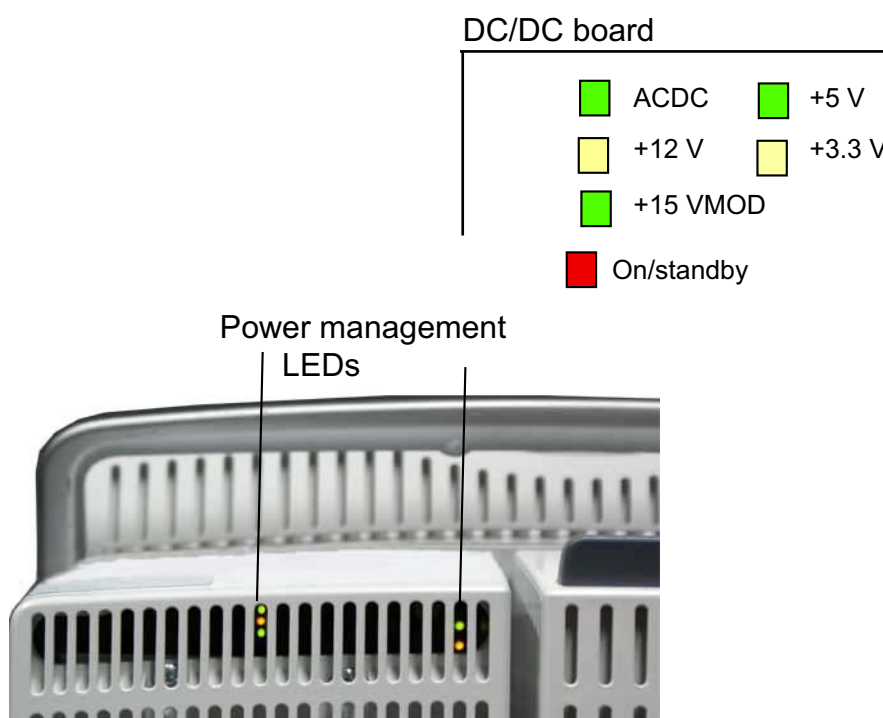 DC/DC board
ACDC +5 V
+12 V +3.3 V
+15 VMOD
On/standby
Power management
LEDs